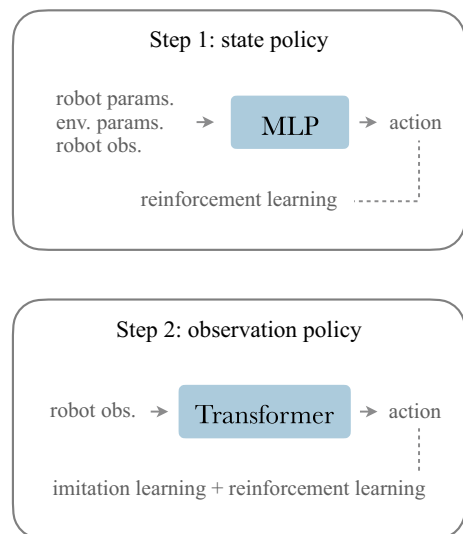 Step 1: state policy
robot params.
env. params.
robot obs.
MLP
action
reinforcement learning
Step 2: observation policy
robot obs.
Transformer
action
imitation learning + reinforcement learning